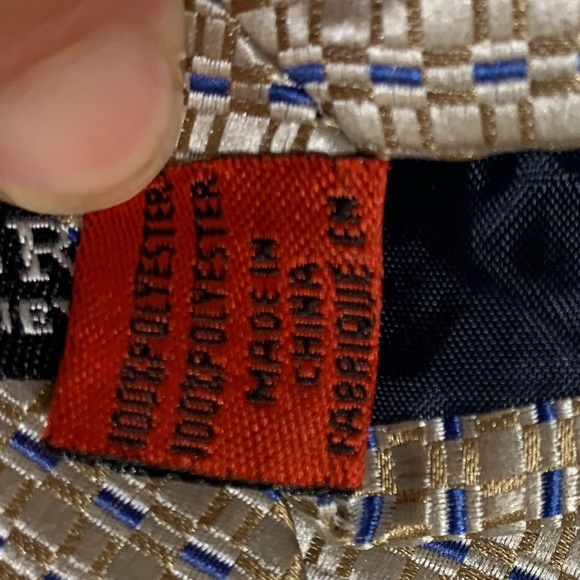 100%POLYESTER
100%POLYESTER
MADE IN
CHINA
FABRIQUE EN